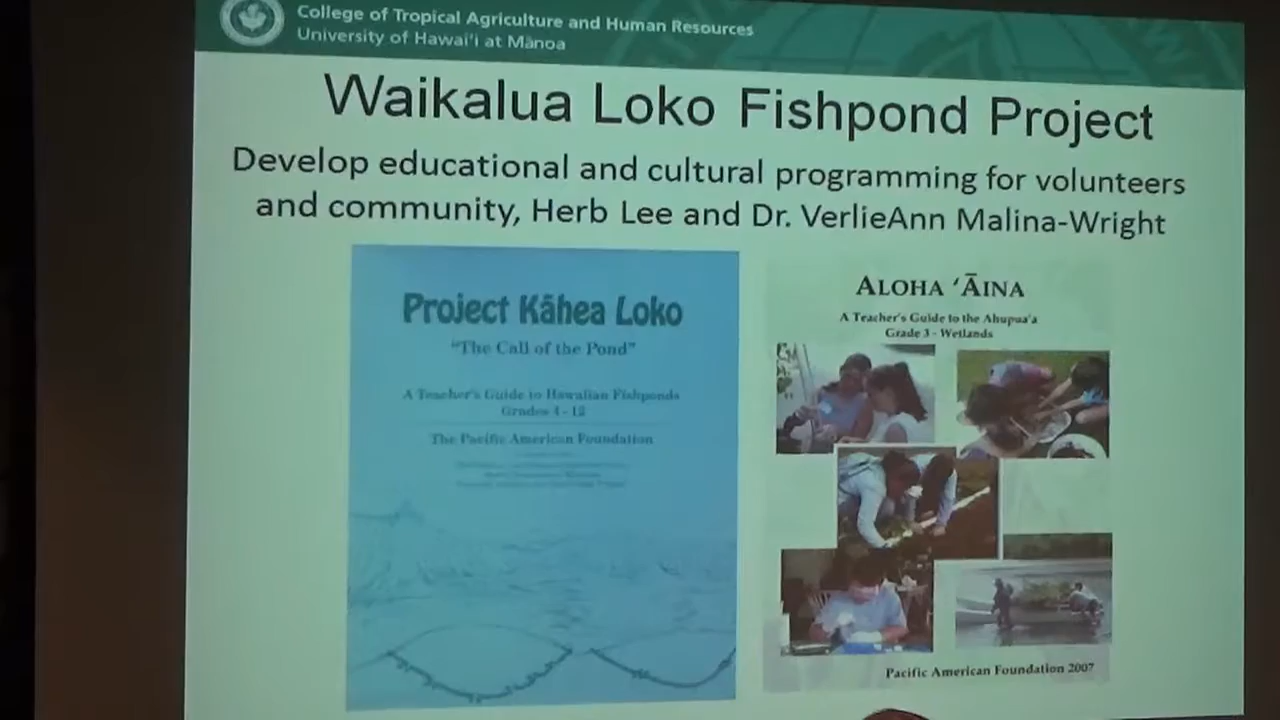 College of Tropical Agriculture and Human Resources
University of Hawai‘i at Mānoa
Waikalua Loko Fishpond Project
Develop educational and cultural programming for volunteers
and community, Herb Lee and Dr. VerlieAnn Malina-Wright
Project Kāhea Loko
"The Call of the Pond"
A Teacher's Guide to Hawaiian Fishponds
Grades 4 - 12
The Pacific American Foundation
ALOHA ‘ĀINA
A Teacher's Guide to the Ahupua‘a
Grade 3 - Wetlands
Pacific American Foundation 2007